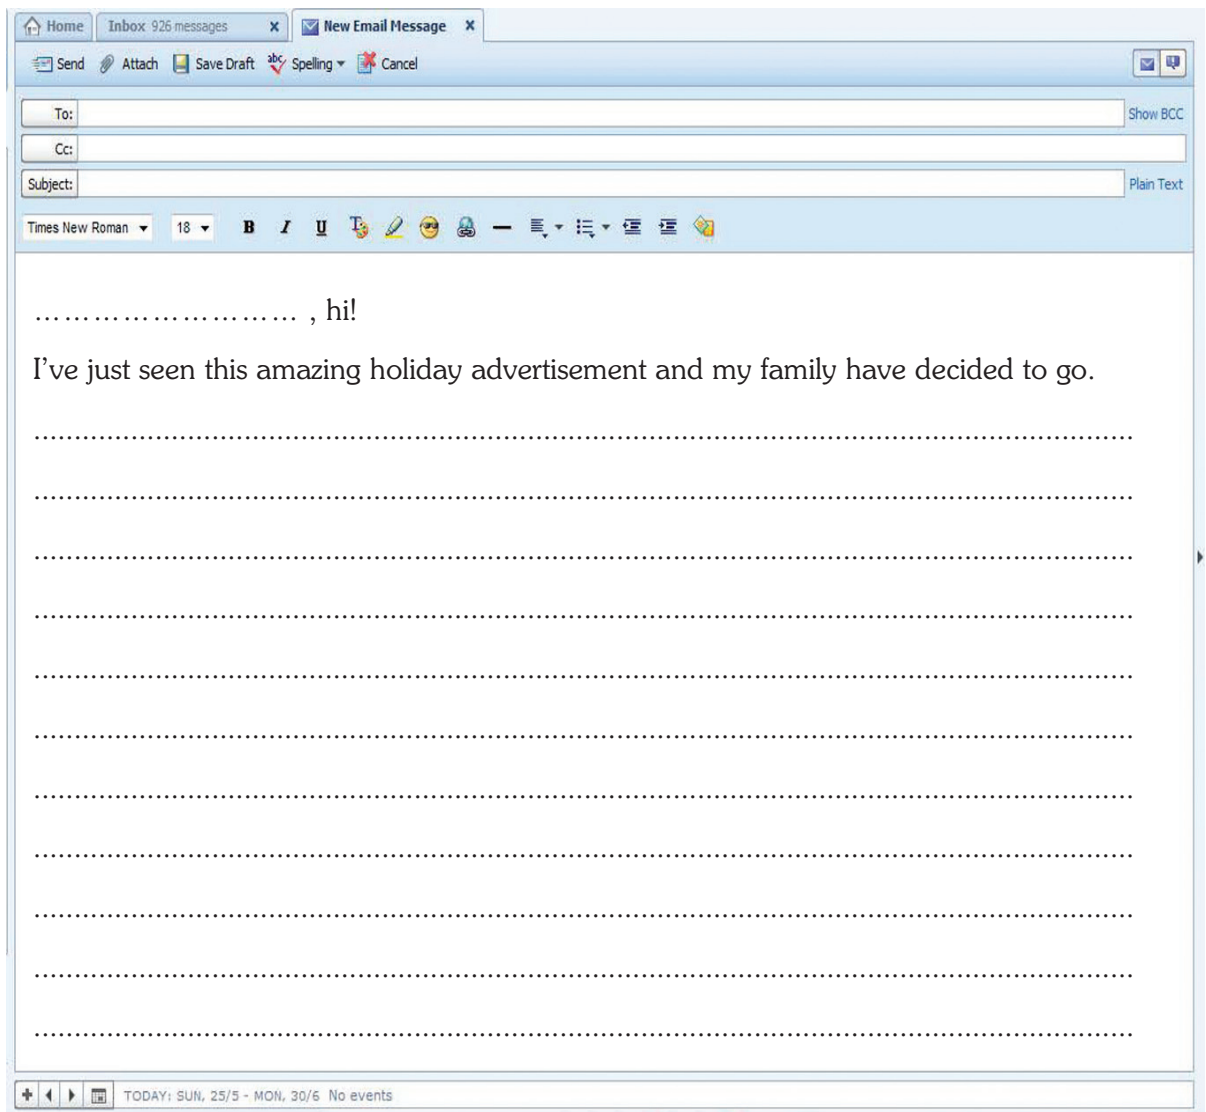 Home Inbox 926 messages x New Email Message x
Send Attach Save Draft abc Spelling Cancel
To: Show BCC
Cc:
Subject: Plain Text
Times New Roman 18 B I U T
........................... , hi!
I've just seen this amazing holiday advertisement and my family have decided to go.
TODAY: SUN, 25/5 - MON, 30/6 No events